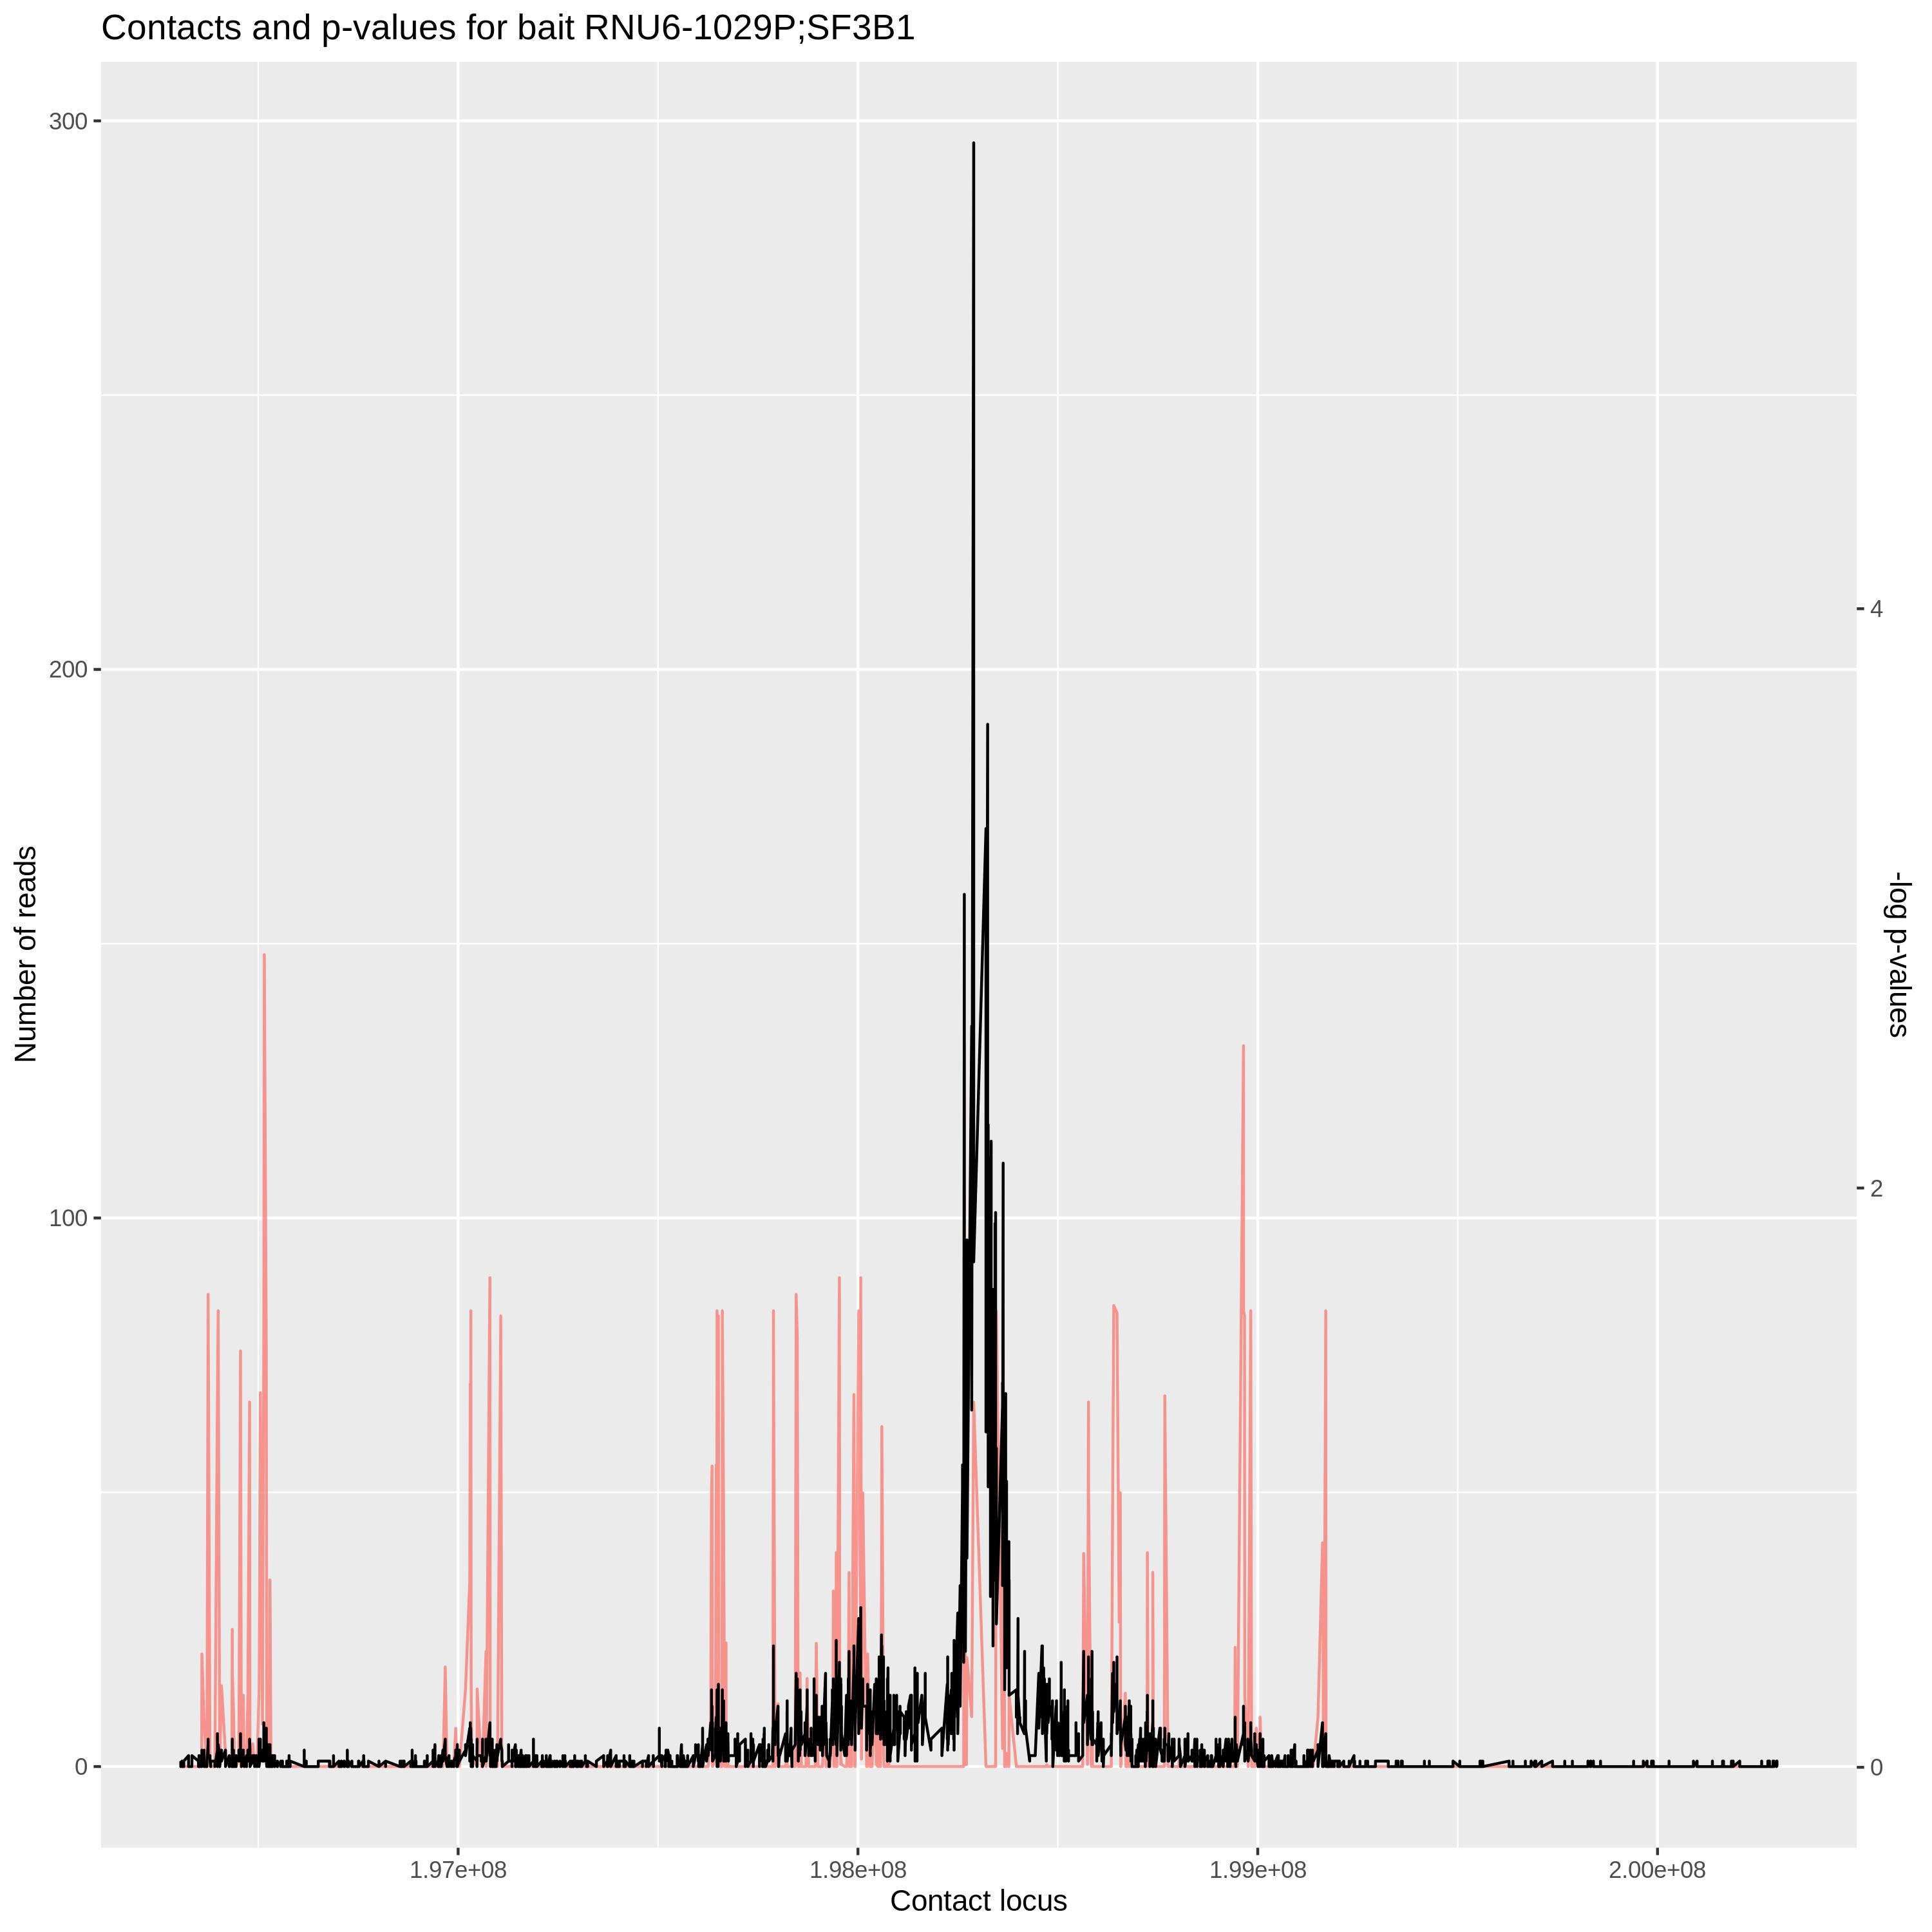 Contacts and p-values for bait RNU6-1029P;SF3B1
300
200
100
0
Number of reads
4
2
0
-log p-values
1.97e+08
1.98e+08
1.99e+08
2.00e+08
Contact locus